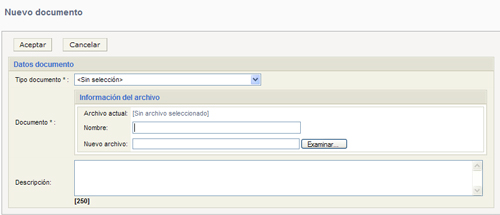 Nuevo documento
Aceptar Cancelar
Datos documento
Tipo documento * : <Sin selección>
Información del archivo
Archivo actual: [Sin archivo seleccionado]
Documento * :
Nombre:
Nuevo archivo: Examinar...
Descripción:
[250]